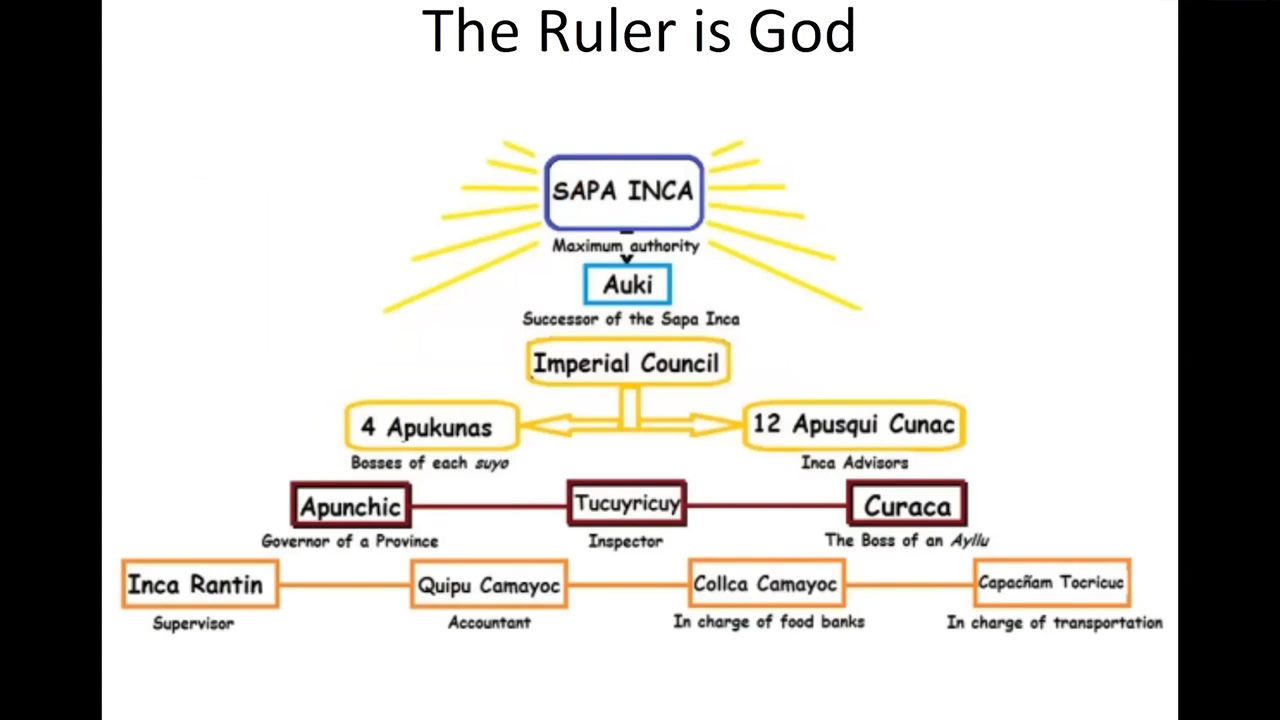 The Ruler is God
SAPA INCA
Maximum authority
Auki
Successor of the Sapa Inca
Imperial Council
4 Apukunas
12 Apusqui Cunac
Bosses of each suyo
Inca Advisors
Apunchic
Tucuyricuy
Curaca
Governor of a Province
Inspector
The Boss of an Ayllu
Inca Rantin
Quipu Camayoc
Collca Camayoc
Capacñam Tocricuc
Supervisor
Accountant
In charge of food banks
In charge of transportation